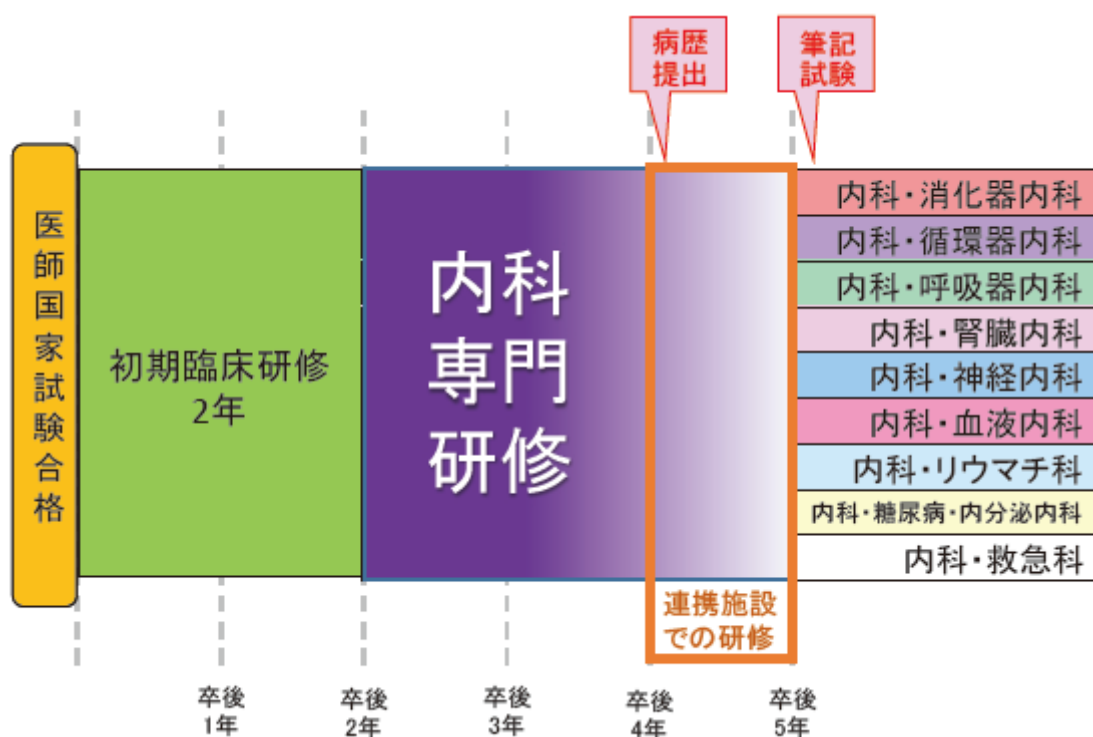 病歴
提出
筆記
試験
医師国家試験合格
初期臨床研修
2年
内科
専門
研修
連携施設
での研修
内科・消化器内科
内科・循環器内科
内科・呼吸器内科
内科・腎臓内科
内科・神経内科
内科・血液内科
内科・リウマチ科
内科・糖尿病・内分泌内科
内科・救急科
卒後
1年
卒後
2年
卒後
3年
卒後
4年
卒後
5年